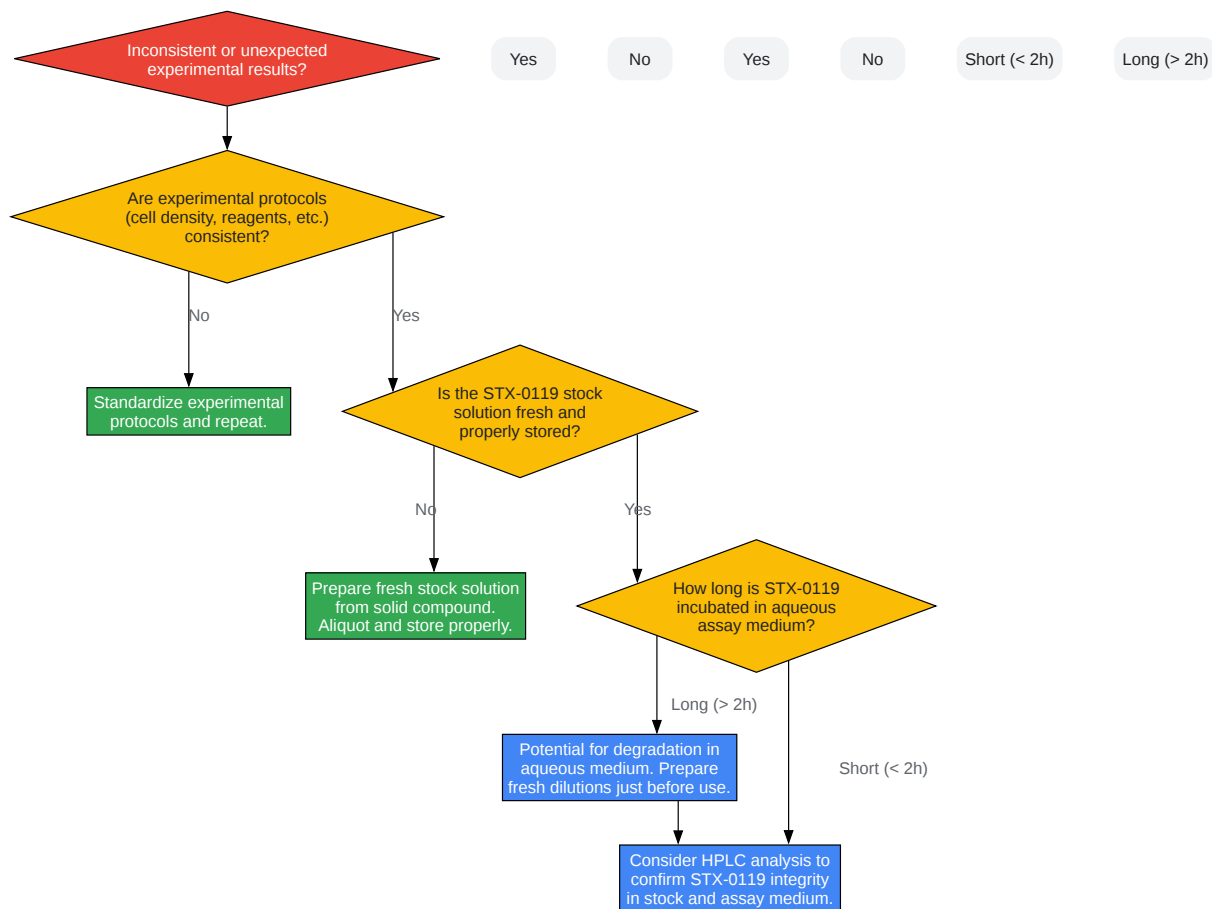 Inconsistent or unexpected
experimental results?
Yes
No
Yes
No
Short (< 2h)
Long (> 2h)
Are experimental protocols
(cell density, reagents, etc.)
consistent?
No
Yes
Standardize experimental
protocols and repeat.
Is the STX-0119 stock
solution fresh and
properly stored?
No
Yes
Prepare fresh stock solution
from solid compound.
Aliquot and store properly.
How long is STX-0119
incubated in aqueous
assay medium?
Long (> 2h)
Short (< 2h)
Potential for degradation in
aqueous medium. Prepare
fresh dilutions just before use.
Consider HPLC analysis to
confirm STX-0119 integrity
in stock and assay medium.